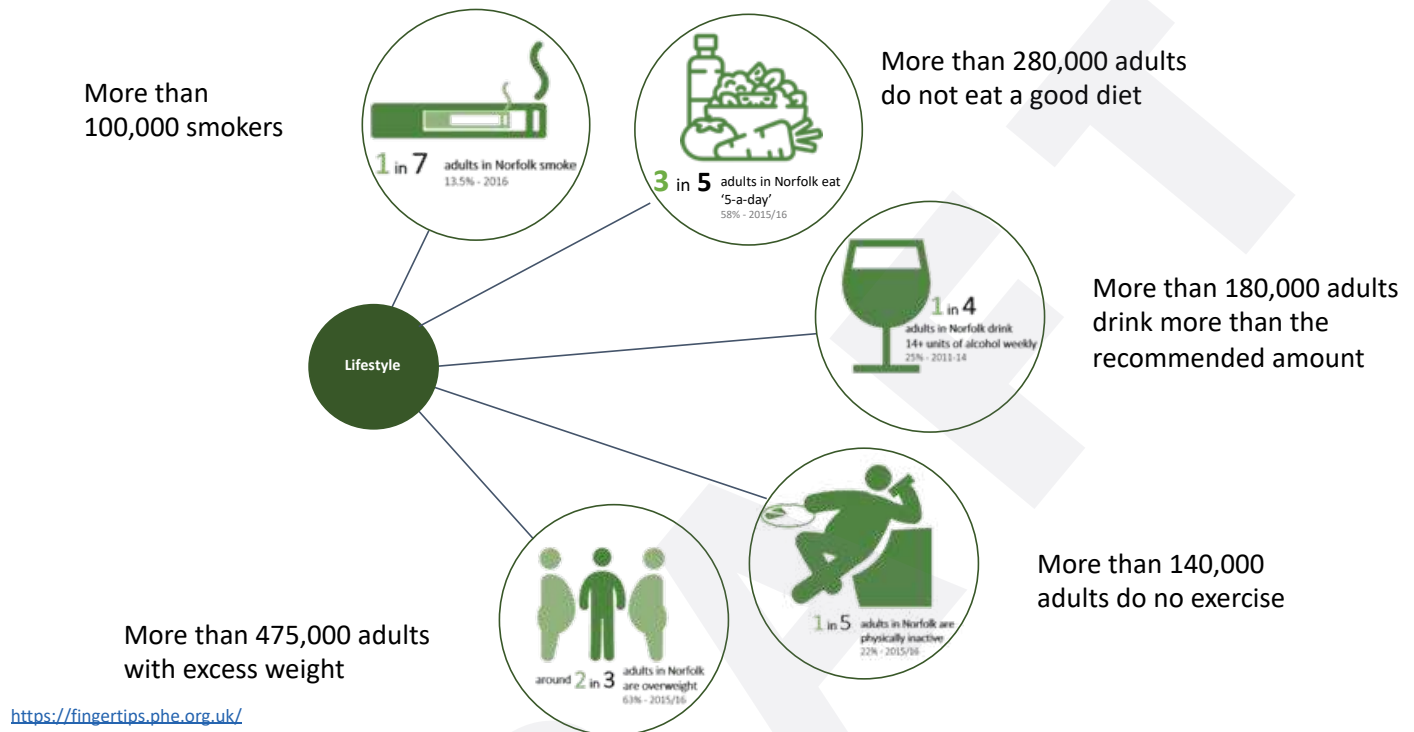 More than
100,000 smokers
1 in 7 adults in Norfolk smoke
13.5% - 2016
More than 280,000 adults
do not eat a good diet
3 in 5 adults in Norfolk eat
‘5-a-day’
58% - 2015/16
1 in 4
adults in Norfolk drink
14+ units of alcohol weekly
25% - 2011-14
More than 180,000 adults
drink more than the
recommended amount
Lifestyle
1 in 5 adults in Norfolk are
physically inactive
22% - 2015/16
More than 140,000
adults do no exercise
around 2 in 3 adults in Norfolk
are overweight
63% - 2015/16
More than 475,000 adults
with excess weight
https://fingertips.phe.org.uk/